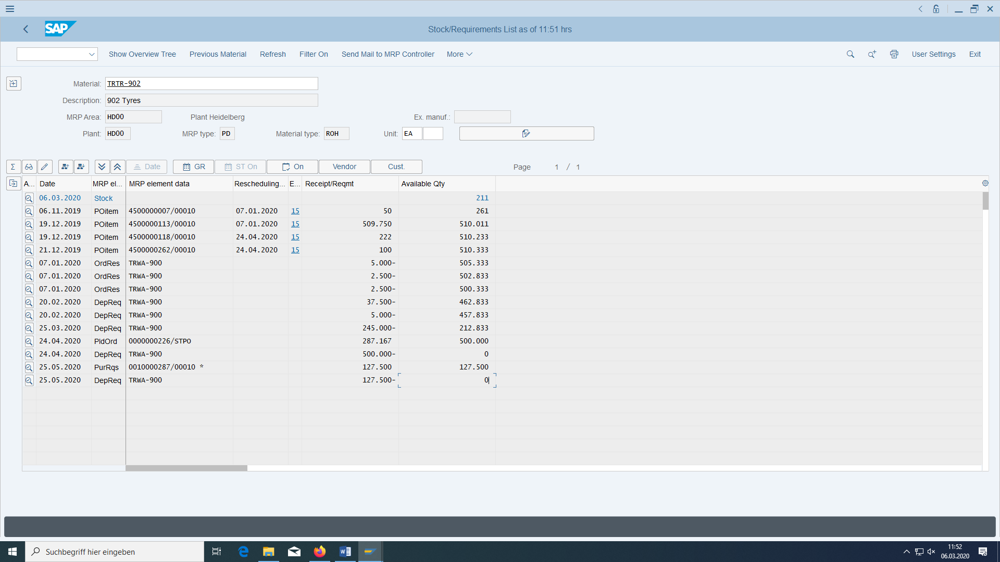 SAP
Stock/Requirements List as of 11:51 hrs
Show Overview Tree Previous Material Refresh Filter On Send Mail to MRP Controller More User Settings Exit
Material: TRTR-902
Description: 902 Tyres
MRP Area: HD00 Plant Heidelberg Ex. manuf.:
Plant: HD00 MRP type: PD Material type: ROH Unit: EA
Σ Date GR ST On On Vendor Cust. Page 1 / 1
A... Date MRP el... MRP element data Rescheduling... E... Receipt/Reqmt Available Qty
06.03.2020 Stock 211
06.11.2019 POitem 4500000007/00010 07.01.2020 15 50 261
19.12.2019 POitem 4500000113/00010 07.01.2020 15 509.750 510.011
19.12.2019 POitem 4500000118/00010 24.04.2020 15 222 510.233
21.12.2019 POitem 4500000262/00010 24.04.2020 15 100 510.333
07.01.2020 OrdRes TRWA-900 5.000- 505.333
07.01.2020 OrdRes TRWA-900 2.500- 502.833
07.01.2020 OrdRes TRWA-900 2.500- 500.333
20.02.2020 DepReq TRWA-900 37.500- 462.833
20.02.2020 DepReq TRWA-900 5.000- 457.833
25.03.2020 DepReq TRWA-900 245.000- 212.833
24.04.2020 PldOrd 0000000226/STPO 287.167 500.000
24.04.2020 DepReq TRWA-900 500.000- 0
25.05.2020 PurRqs 0010000287/00010 * 127.500 127.500
25.05.2020 DepReq TRWA-900 127.500- 0
Suchbegriff hier eingeben
11:52
06.03.2020